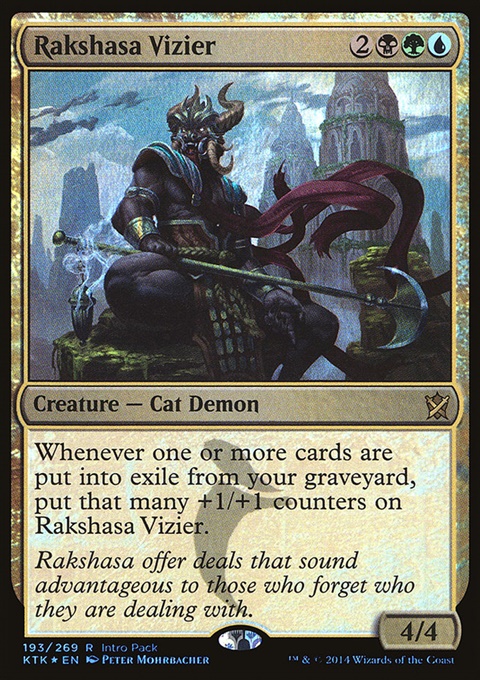 Rakshasa Vizier 2
Creature — Cat Demon
Whenever one or more cards are
put into exile from your graveyard,
put that many +1/+1 counters on
Rakshasa Vizier.
Rakshasa offer deals that sound
advantageous to those who forget who
they are dealing with.
4/4
193/269 R Intro Pack
KTK★EN Peter Mohrbacher ™ & © 2014 Wizards of the Coast